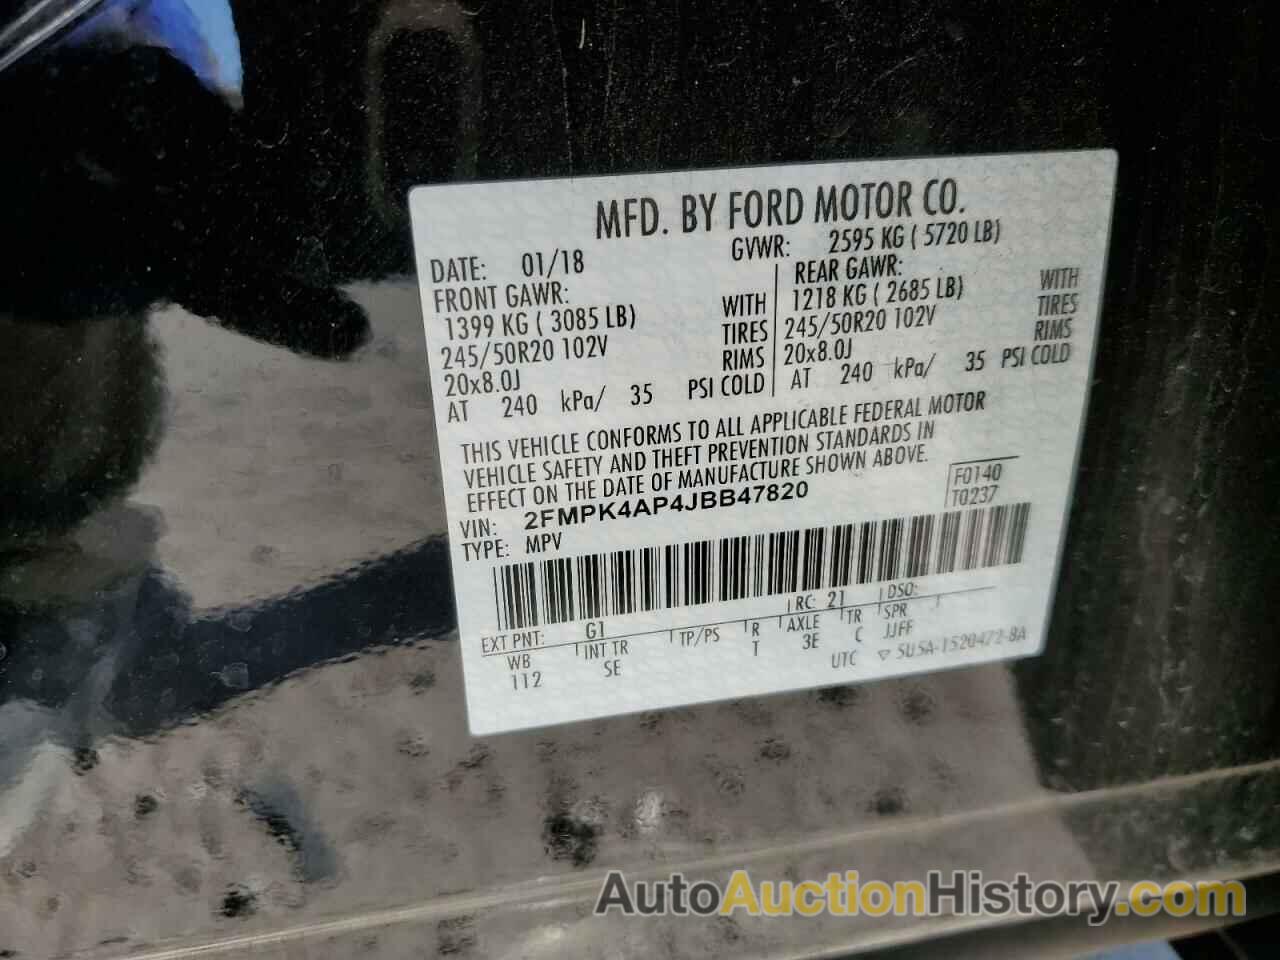 MFD. BY FORD MOTOR CO.
DATE: 01/18 GVWR: 2595 KG ( 5720 LB)
FRONT GAWR: REAR GAWR:
1399 KG ( 3085 LB) WITH 1218 KG ( 2685 LB) WITH
245/50R20 102V TIRES 245/50R20 102V TIRES
20x8.0J RIMS 20x8.0J RIMS
AT 240 kPa/ 35 PSI COLD AT 240 kPa/ 35 PSI COLD
THIS VEHICLE CONFORMS TO ALL APPLICABLE FEDERAL MOTOR
VEHICLE SAFETY AND THEFT PREVENTION STANDARDS IN
EFFECT ON THE DATE OF MANUFACTURE SHOWN ABOVE.
F0140
VIN: 2FMPK4AP4JBB47820 T0237
TYPE: MPV
EXT PNT: G1 RC: 21 DSO:
WB INT TR TP/PS R AXLE TR SPR
112 SE T 3E C JJFF
UTC ▽ 5U5A-1520472-BA
AutoAuctionHistory.com